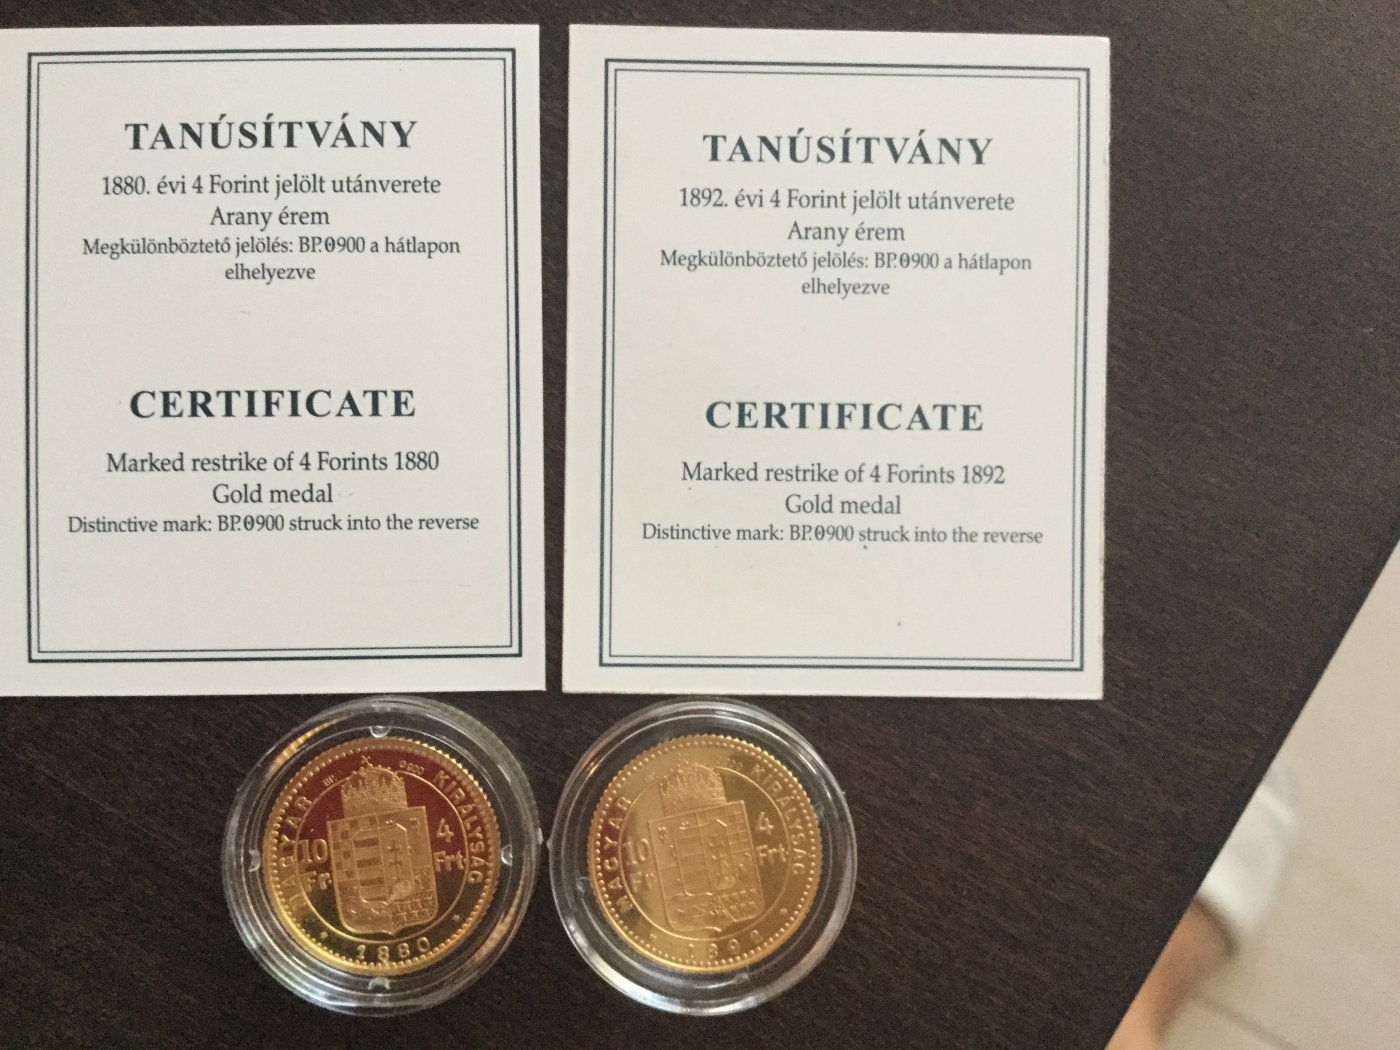 TANÚSÍTVÁNY
1880. évi 4 Forint jelölt utánverete
Arany érem
Megkülönböztető jelölés: BP.0900 a hátlapon
elhelyezve
CERTIFICATE
Marked restrike of 4 Forints 1880
Gold medal
Distinctive mark: BP.0900 struck into the reverse
TANÚSÍTVÁNY
1892. évi 4 Forint jelölt utánverete
Arany érem
Megkülönböztető jelölés: BP.0900 a hátlapon
elhelyezve
CERTIFICATE
Marked restrike of 4 Forints 1892
Gold medal
Distinctive mark: BP.0900 struck into the reverse
BP. 0900
MAGYAR KIRÁLYSÁG
10 Fr. 4 Frt
1880
MAGYAR KIRÁLYSÁG
10 Fr 4 Frt
1892